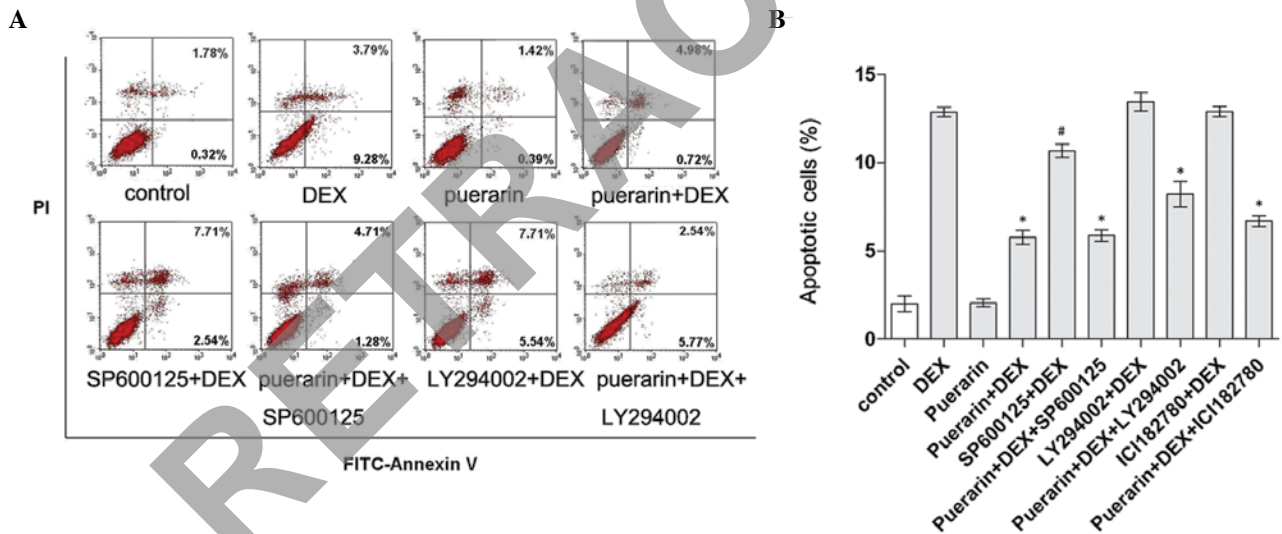 A
B
1.78%
0.32%
control
3.79%
9.28%
DEX
1.42%
0.39%
puerarin
4.98%
0.72%
puerarin+DEX
PI
7.71%
2.54%
SP600125+DEX
4.71%
1.28%
puerarin+DEX+
SP600125
7.71%
5.54%
LY294002+DEX
2.54%
5.77%
puerarin+DEX+
LY294002
FITC-Annexin V
RETRAC
Apoptotic cells (%)
15
10
5
0
*
#
*
*
*
control
DEX
Puerarin
Puerarin+DEX
SP600125+DEX
Puerarin+DEX+SP600125
LY294002+DEX
Puerarin+DEX+LY294002
ICI182780+DEX
Puerarin+DEX+ICI182780